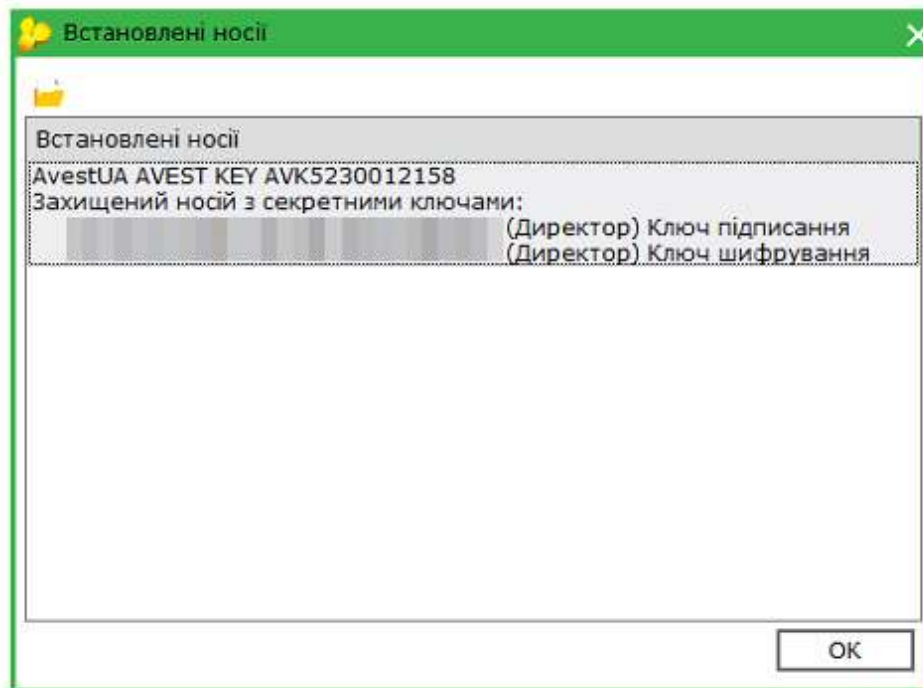 Встановлені носії
Встановлені носії
AvestUA AVEST KEY AVK5230012158
Захищений носій з секретними ключами:
(Директор) Ключ підписання
(Директор) Ключ шифрування
OK